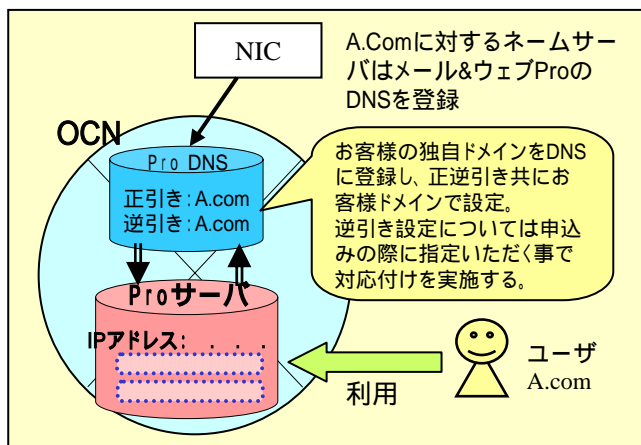 NIC
A.Comに対するネームサー
バはメール&ウェブProの
DNSを登録
OCN
Pro DNS
正引き:A.com
逆引き:A.com
お客様の独自ドメインをDNS
に登録し、正逆引き共にお
客様ドメインで設定。
逆引き設定については申込
みの際に指定いただく事で
対応付けを実施する。
Proサーバ
IPアドレス: . . . .
利用
ユーザ
A.com